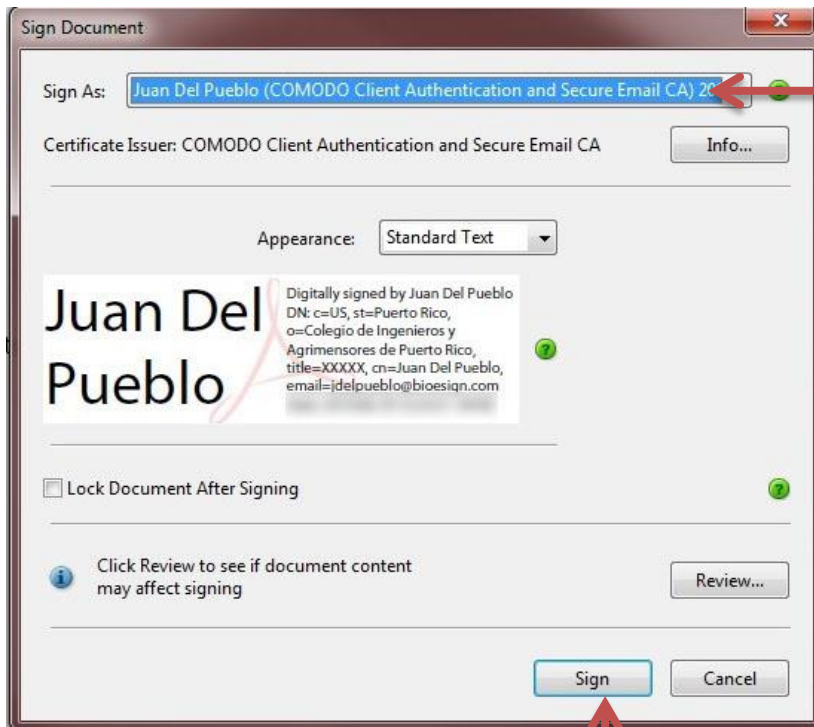 Sign Document
Sign As: Juan Del Pueblo (COMODO Client Authentication and Secure Email CA) 20
Certificate Issuer: COMODO Client Authentication and Secure Email CA Info...
Appearance: Standard Text
Juan Del
Pueblo
Digitally signed by Juan Del Pueblo
DN: c=US, st=Puerto Rico,
o=Colegio de Ingenieros y
Agrimensores de Puerto Rico,
title=XXXXX, cn=Juan Del Pueblo,
email=jdelpueblo@bioesign.com
Lock Document After Signing
Click Review to see if document content
may affect signing
Review...
Sign Cancel